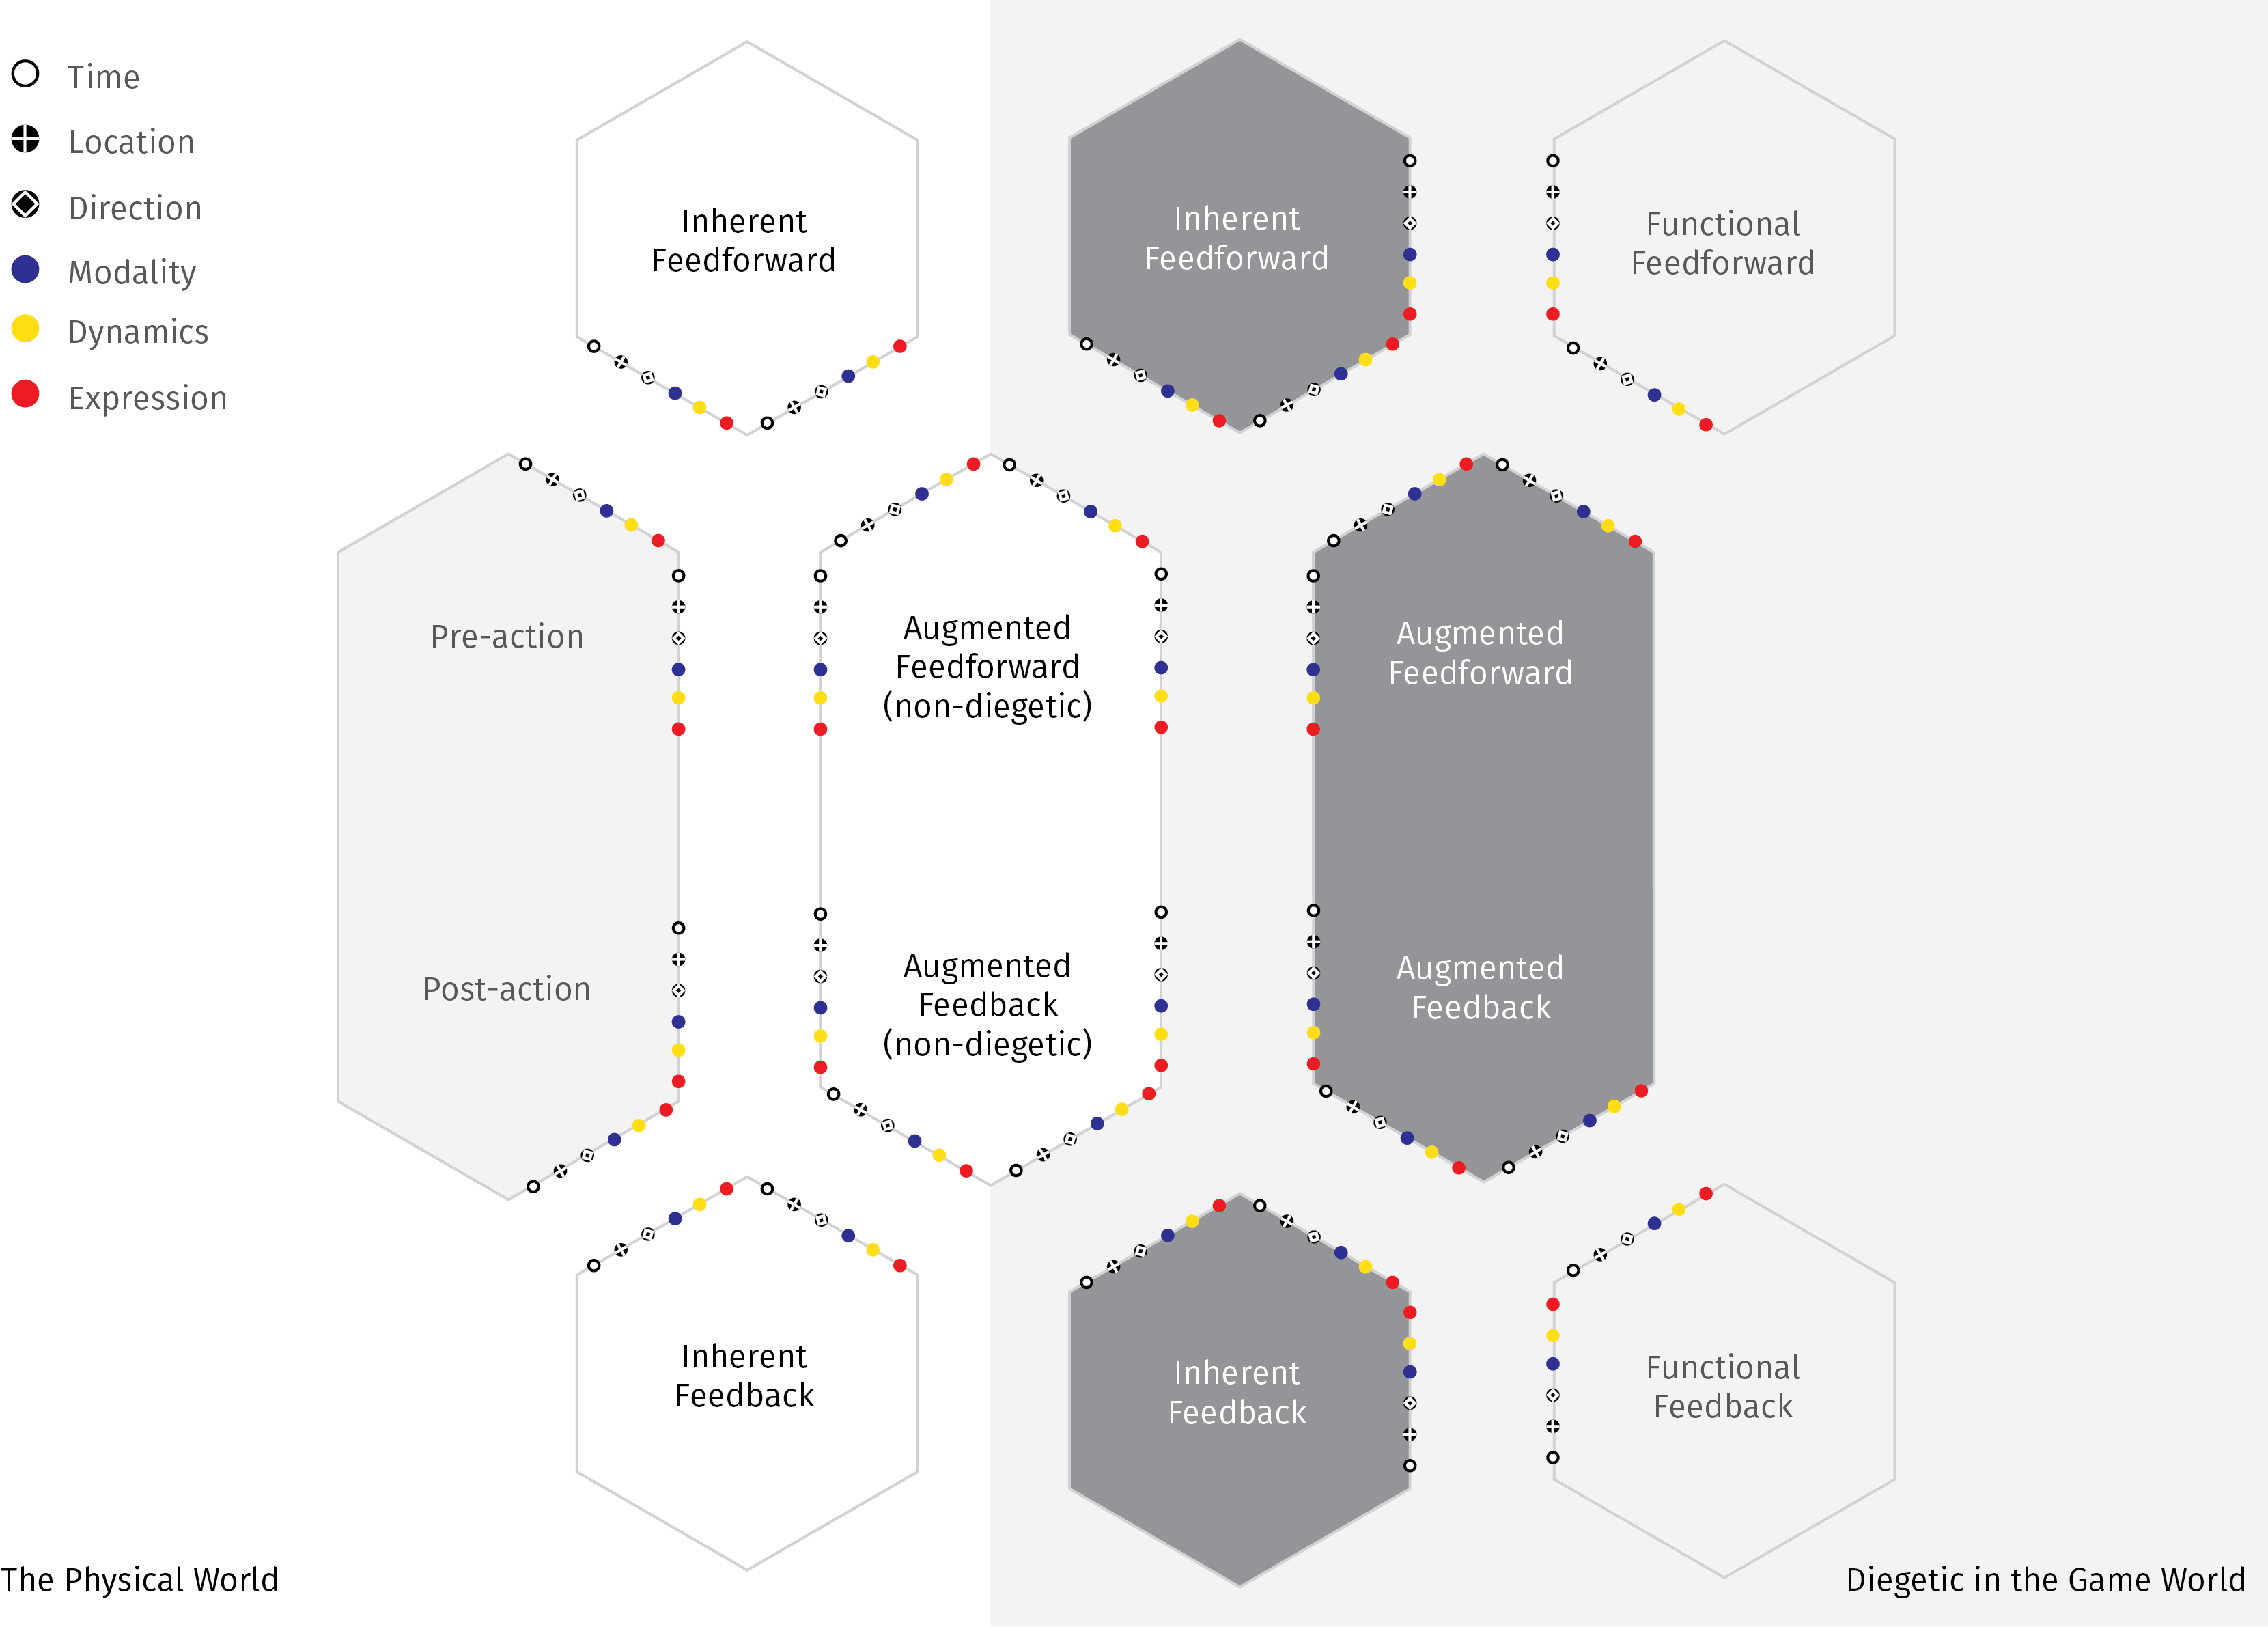 Time
Location
Direction
Modality
Dynamics
Expression
Inherent
Feedforward
Inherent
Feedforward
Functional
Feedforward
Pre-action
Augmented
Feedforward
(non-diegetic)
Augmented
Feedforward
Post-action
Augmented
Feedback
(non-diegetic)
Augmented
Feedback
Inherent
Feedback
Inherent
Feedback
Functional
Feedback
The Physical World
Diegetic in the Game World